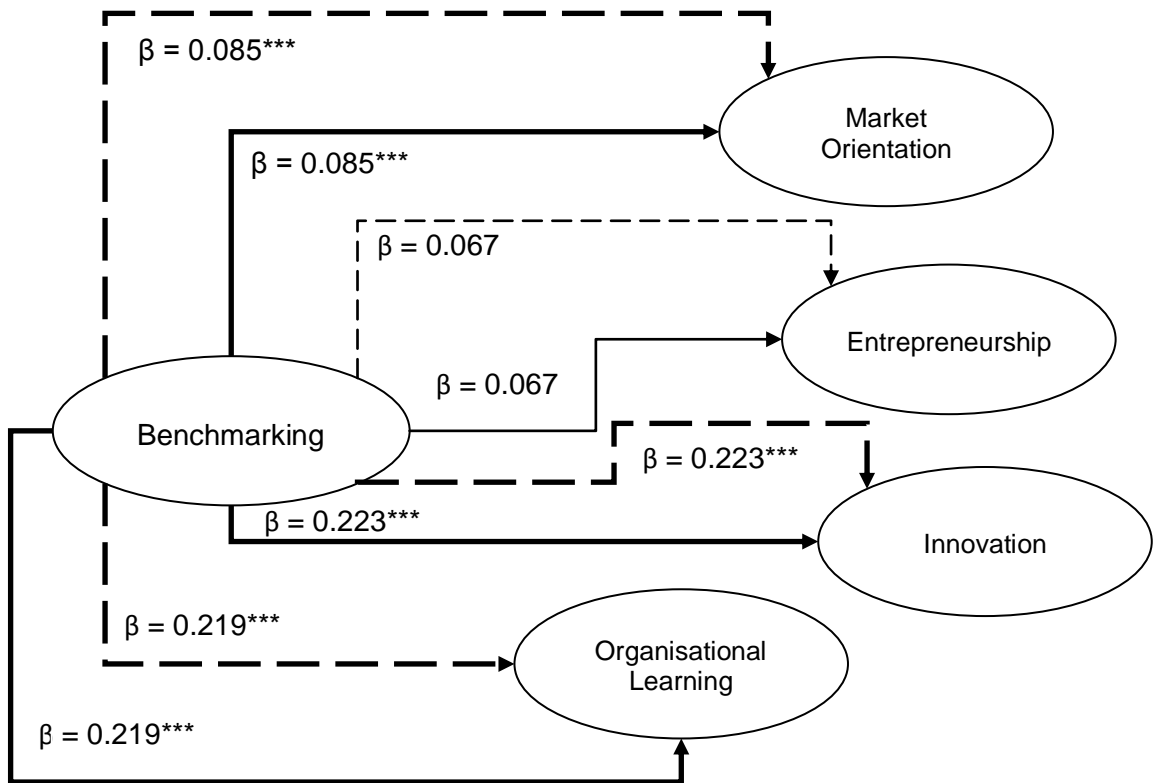 β = 0.085***
Market
Orientation
β = 0.085***
β = 0.067
Entrepreneurship
β = 0.067
Benchmarking
β = 0.223***
β = 0.223***
Innovation
β = 0.219***
Organisational
Learning
β = 0.219***